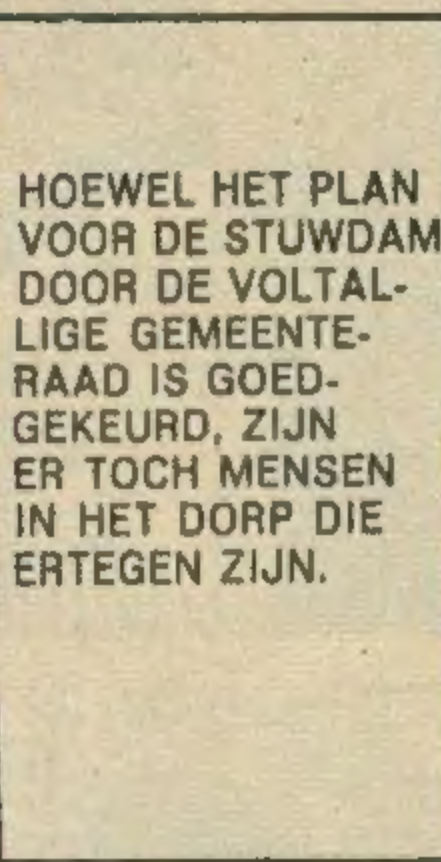 HOEWEL HET PLAN
VOOR DE STUWDAM
DOOR DE VOLTAL-
LIGE GEMEENTE-
RAAD IS GOED-
GEKEURD, ZIJN
ER TOCH MENSEN
IN HET DORP DIE
ERTEGEN ZIJN.